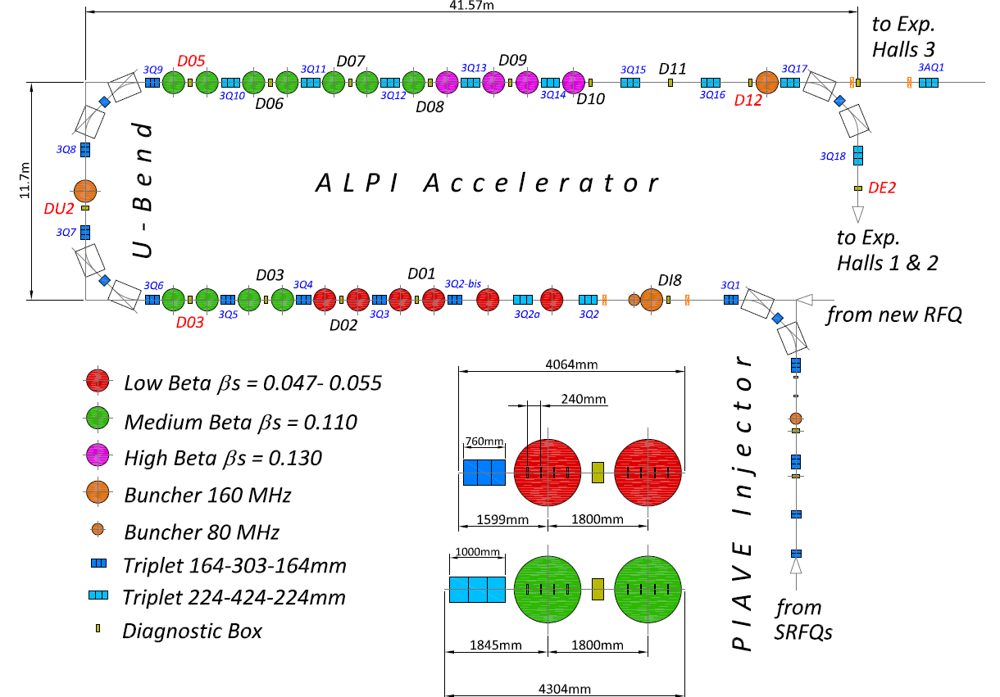 41.57m
to Exp.
Halls 3
3Q9
D05
3Q10
D06
3Q11
D07
3Q12
D08
3Q13
D09
3Q14
D10
3Q15
D11
3Q16
D12
3Q17
3AQ1
3Q8
3Q18
11.7m
U-Bend
ALPI Accelerator
DU2
DE2
3Q7
to Exp.
Halls 1 & 2
3Q6
D03
3Q5
D03
3Q4
D02
3Q3
D01
3Q2-bis
3Q2a
3Q2
DI8
3Q1
from new RFQ
Low Beta βs = 0.047- 0.055
Medium Beta βs = 0.110
High Beta βs = 0.130
Buncher 160 MHz
Buncher 80 MHz
Triplet 164-303-164mm
Triplet 224-424-224mm
Diagnostic Box
4064mm
240mm
760mm
1599mm
1800mm
1000mm
1845mm
1800mm
4304mm
PIAVE Injector
from
SRFQs